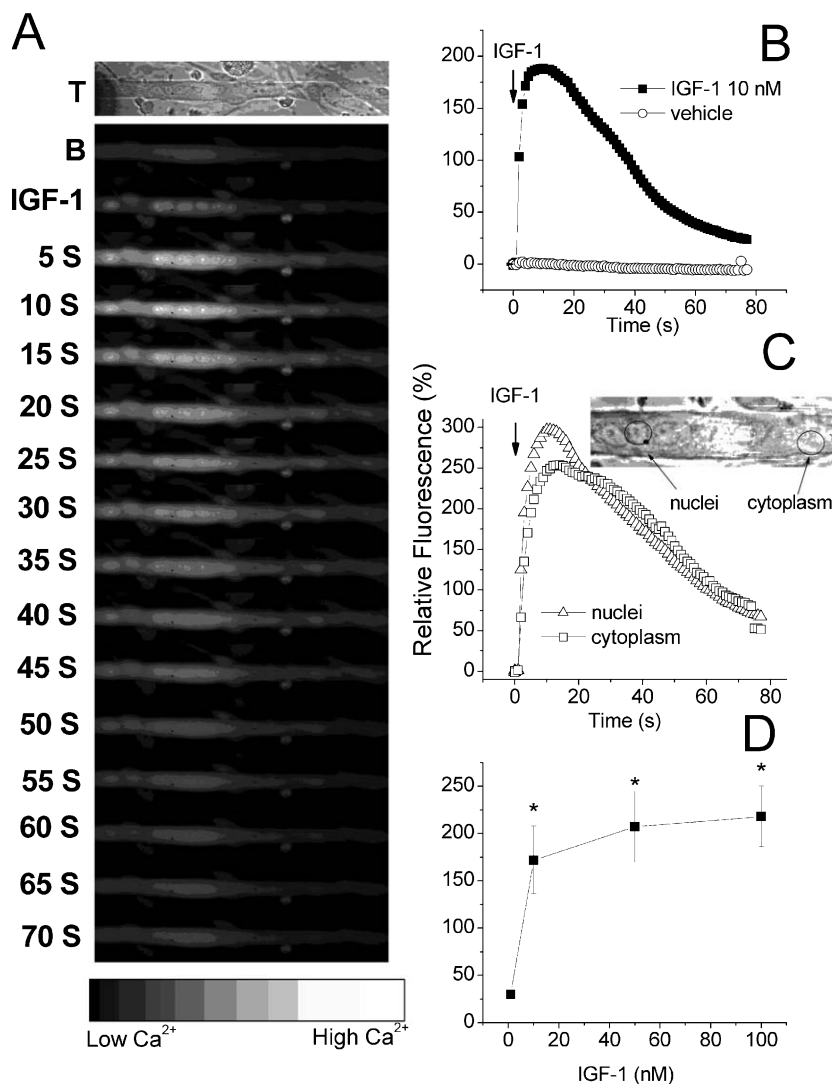 A
T
B
IGF-1
5 S
10 S
15 S
20 S
25 S
30 S
35 S
40 S
45 S
50 S
55 S
60 S
65 S
70 S
Low Ca²⁺
High Ca²⁺
B
IGF-1
IGF-1 10 nM
vehicle
200
150
100
50
0
0 20 40 60 80
Time (s)
C
IGF-1
nuclei
cytoplasm
nuclei
cytoplasm
300
250
200
150
100
50
0
0 20 40 60 80
Time (s)
Relative Fluorescence (%)
D
250
200
150
100
50
0
* * *
0 20 40 60 80 100
IGF-1 (nM)